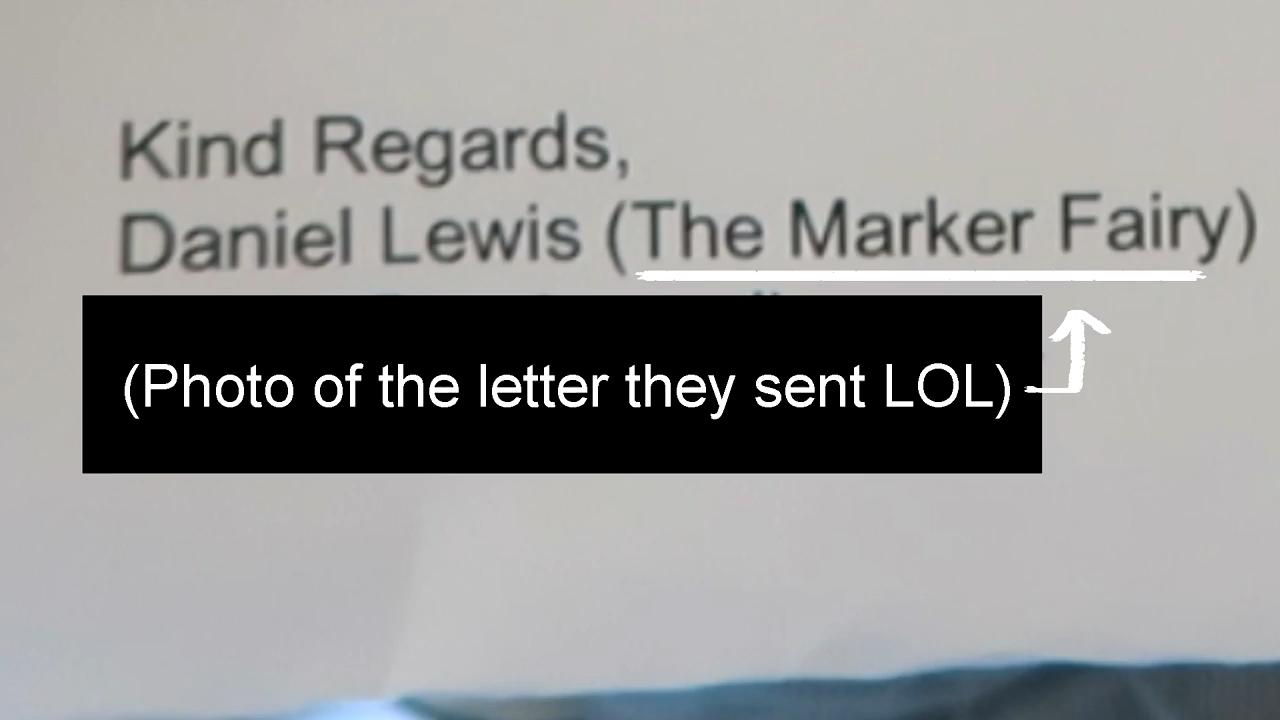 Kind Regards,
Daniel Lewis (The Marker Fairy)
(Photo of the letter they sent LOL)